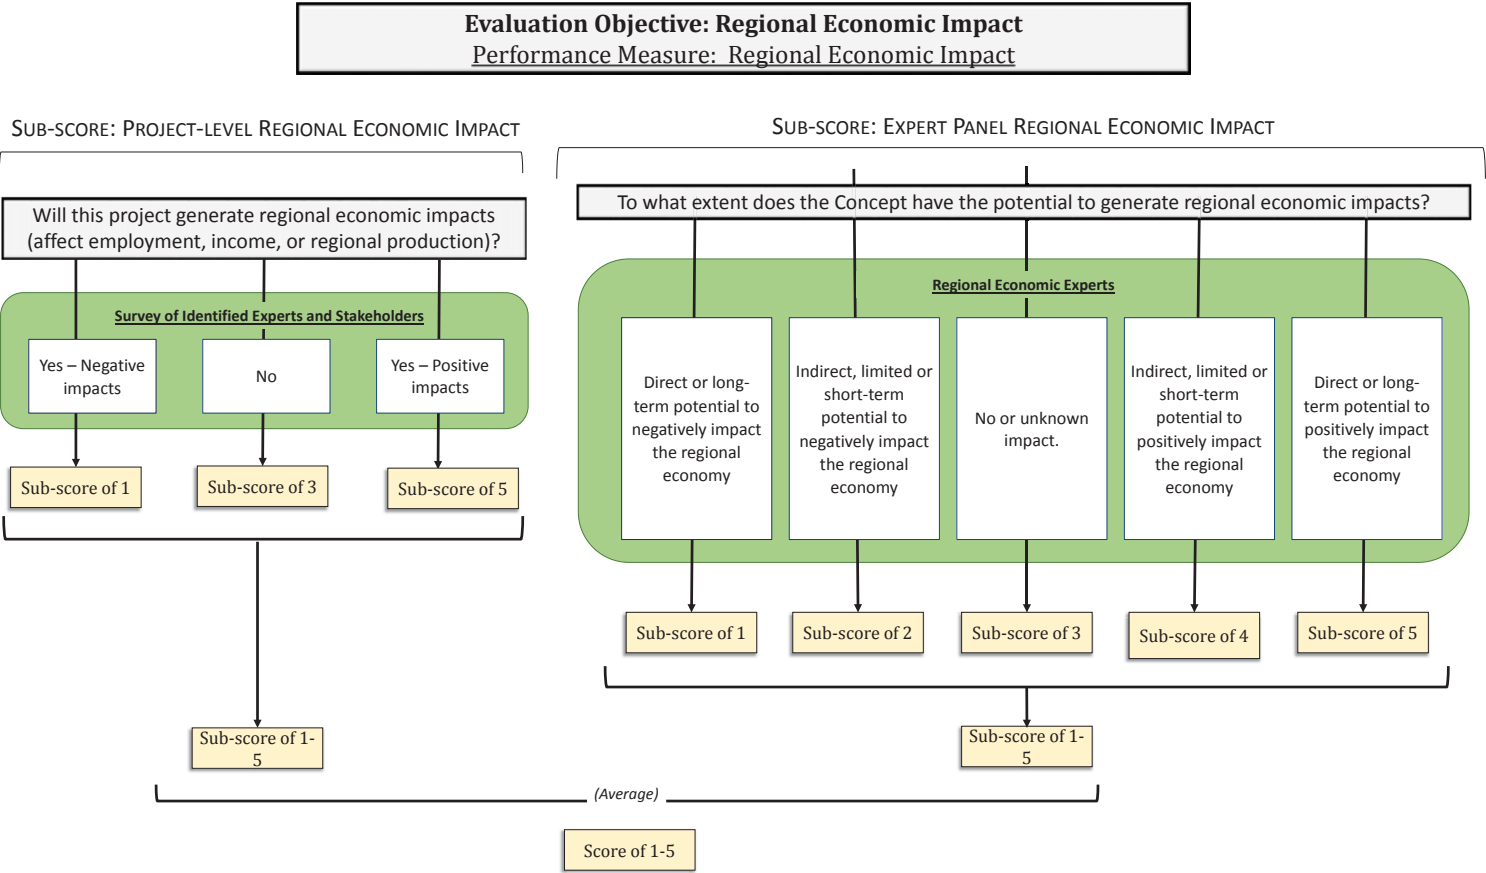 Evaluation Objective: Regional Economic Impact
Performance Measure:  Regional Economic Impact
SUB-SCORE: PROJECT-LEVEL REGIONAL ECONOMIC IMPACT
Will this project generate regional economic impacts
(affect employment, income, or regional production)?
Survey of Identified Experts and Stakeholders
Yes – Negative
impacts
No
Yes – Positive
impacts
Sub-score of 1
Sub-score of 3
Sub-score of 5
Sub-score of 1-
5
SUB-SCORE: EXPERT PANEL REGIONAL ECONOMIC IMPACT
To what extent does the Concept have the potential to generate regional economic impacts?
Regional Economic Experts
Direct or long-
term potential to
negatively impact
the regional
economy
Indirect, limited or
short-term
potential to
negatively impact
the regional
economy
No or unknown
impact.
Indirect, limited or
short-term
potential to
positively impact
the regional
economy
Direct or long-
term potential to
positively impact
the regional
economy
Sub-score of 1
Sub-score of 2
Sub-score of 3
Sub-score of 4
Sub-score of 5
Sub-score of 1-
5
(Average)
Score of 1-5